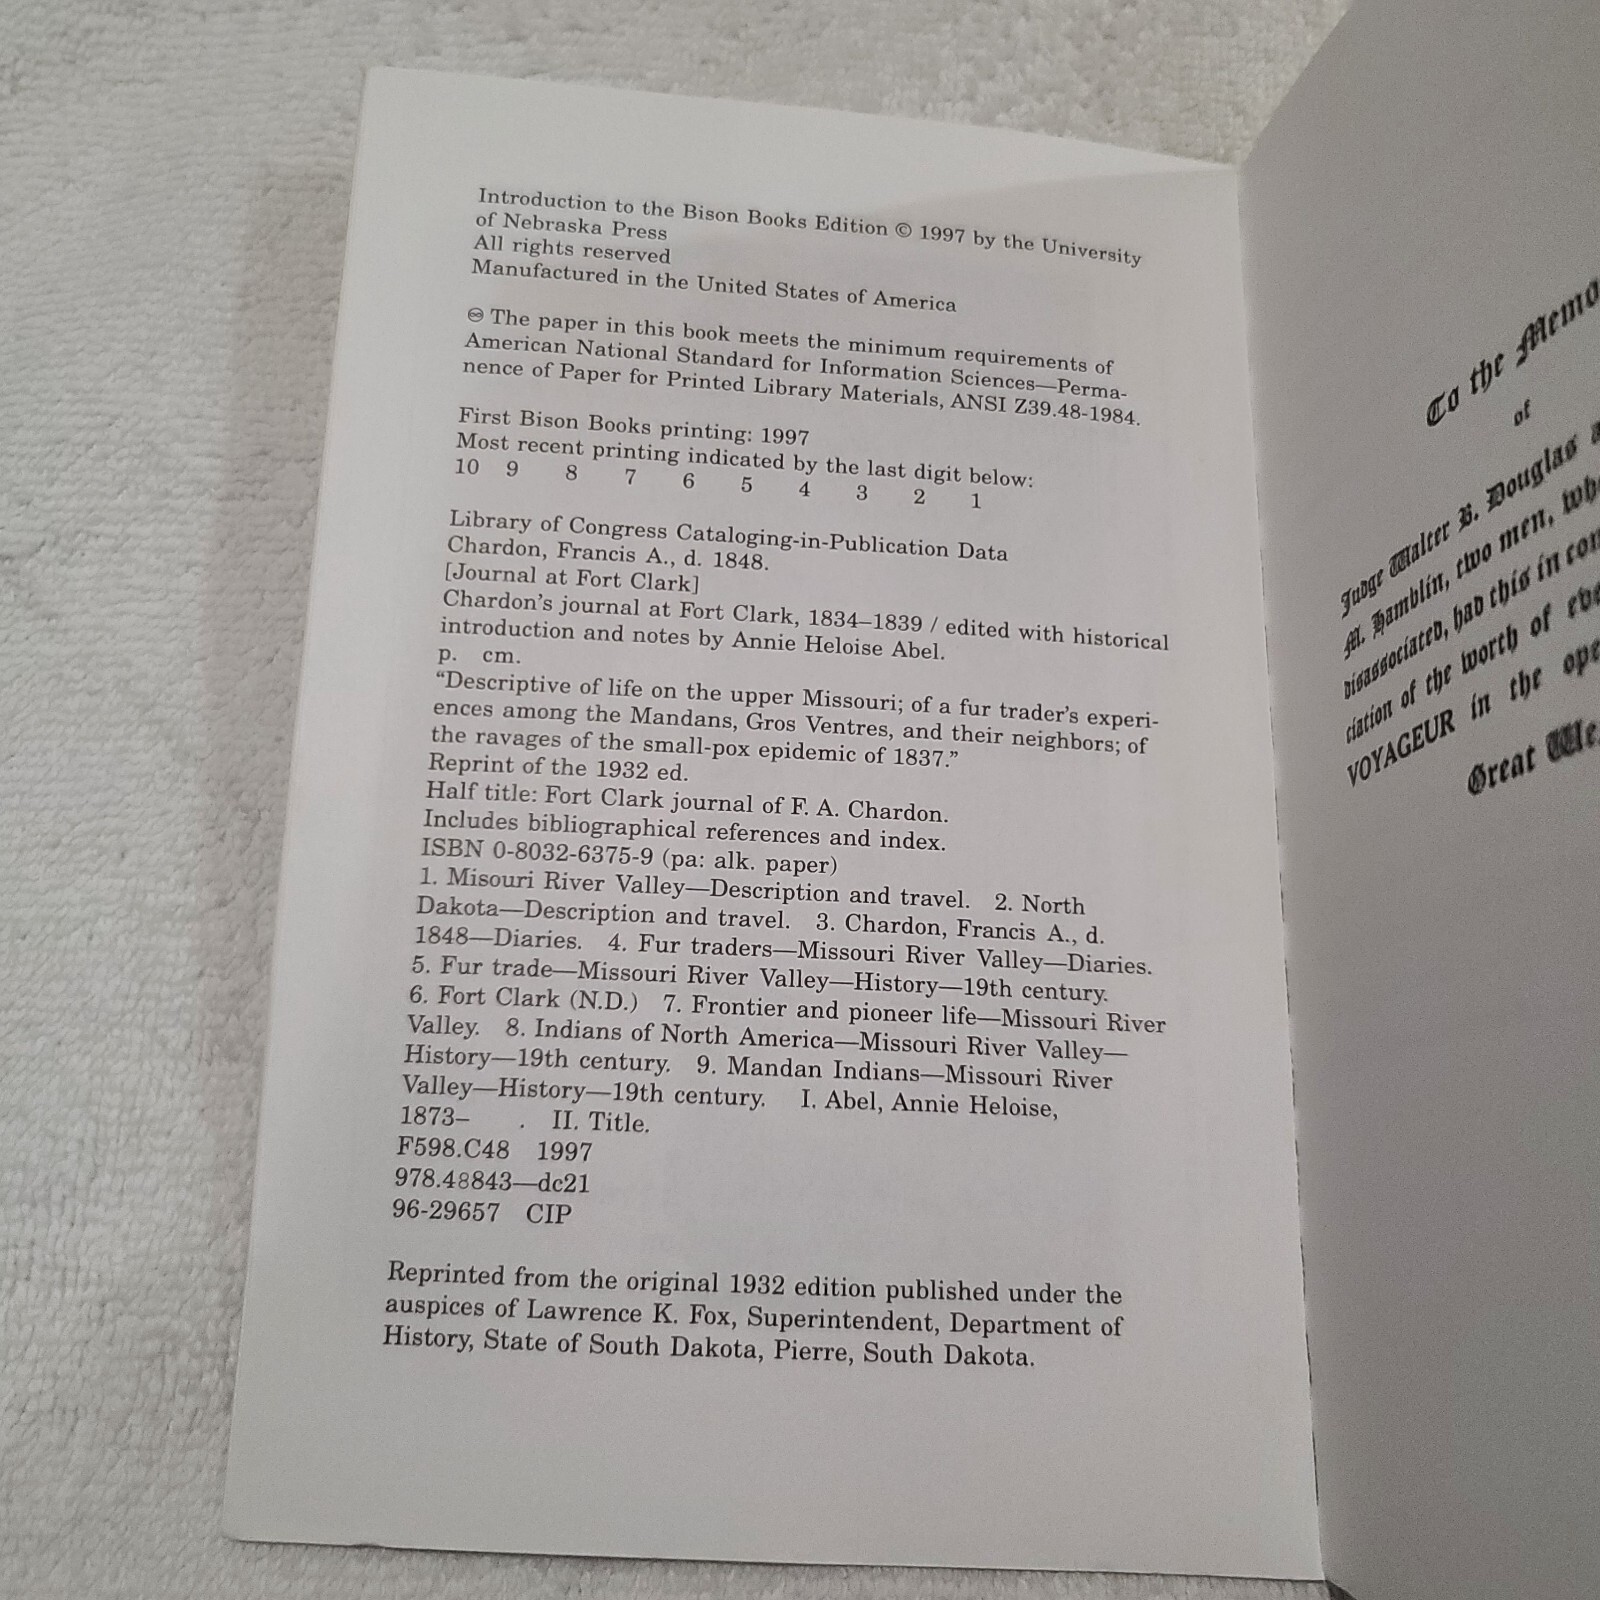 Introduction to the Bison Books Edition © 1997 by the University
of Nebraska Press
All rights reserved
Manufactured in the United States of America
♾ The paper in this book meets the minimum requirements of
American National Standard for Information Sciences—Perma-
nence of Paper for Printed Library Materials, ANSI Z39.48-1984.
First Bison Books printing: 1997
Most recent printing indicated by the last digit below:
10 9 8 7 6 5 4 3 2 1
Library of Congress Cataloging-in-Publication Data
Chardon, Francis A., d. 1848.
[Journal at Fort Clark]
Chardon's journal at Fort Clark, 1834–1839 / edited with historical
introduction and notes by Annie Heloise Abel.
p. cm.
"Descriptive of life on the upper Missouri; of a fur trader's experi-
ences among the Mandans, Gros Ventres, and their neighbors; of
the ravages of the small-pox epidemic of 1837."
Reprint of the 1932 ed.
Half title: Fort Clark journal of F. A. Chardon.
Includes bibliographical references and index.
ISBN 0-8032-6375-9 (pa: alk. paper)
1. Misouri River Valley—Description and travel. 2. North
Dakota—Description and travel. 3. Chardon, Francis A., d.
1848—Diaries. 4. Fur traders—Missouri River Valley—Diaries.
5. Fur trade—Missouri River Valley—History—19th century.
6. Fort Clark (N.D.) 7. Frontier and pioneer life—Missouri River
Valley. 8. Indians of North America—Missouri River Valley—
History—19th century. 9. Mandan Indians—Missouri River
Valley—History—19th century. I. Abel, Annie Heloise,
1873– . II. Title.
F598.C48 1997
978.48843—dc21
96-29657 CIP
Reprinted from the original 1932 edition published under the
auspices of Lawrence K. Fox, Superintendent, Department of
History, State of South Dakota, Pierre, South Dakota.
To the
of
Judge Walter B. Douglas
M. Hamblin, two men,
disassociated, had this in
ciation of the worth of
VOYAGEUR in the
Great